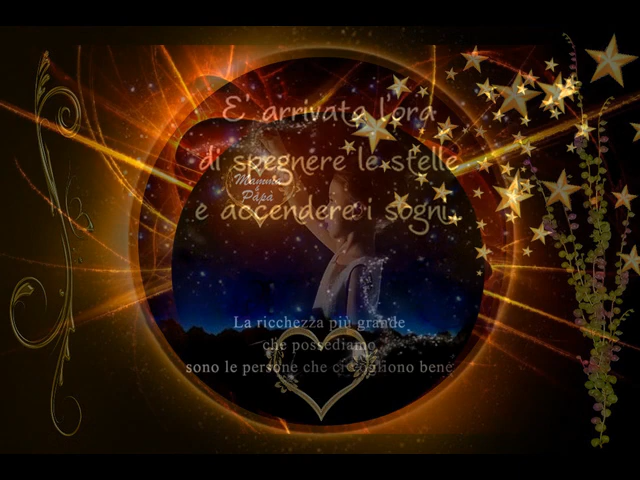 E' arrivata l'ora
di spegnere le stelle
e accendere i sogni.
Mamma
e
Papà
La ricchezza più grande
che possediamo
sono le persone che ci vogliono bene